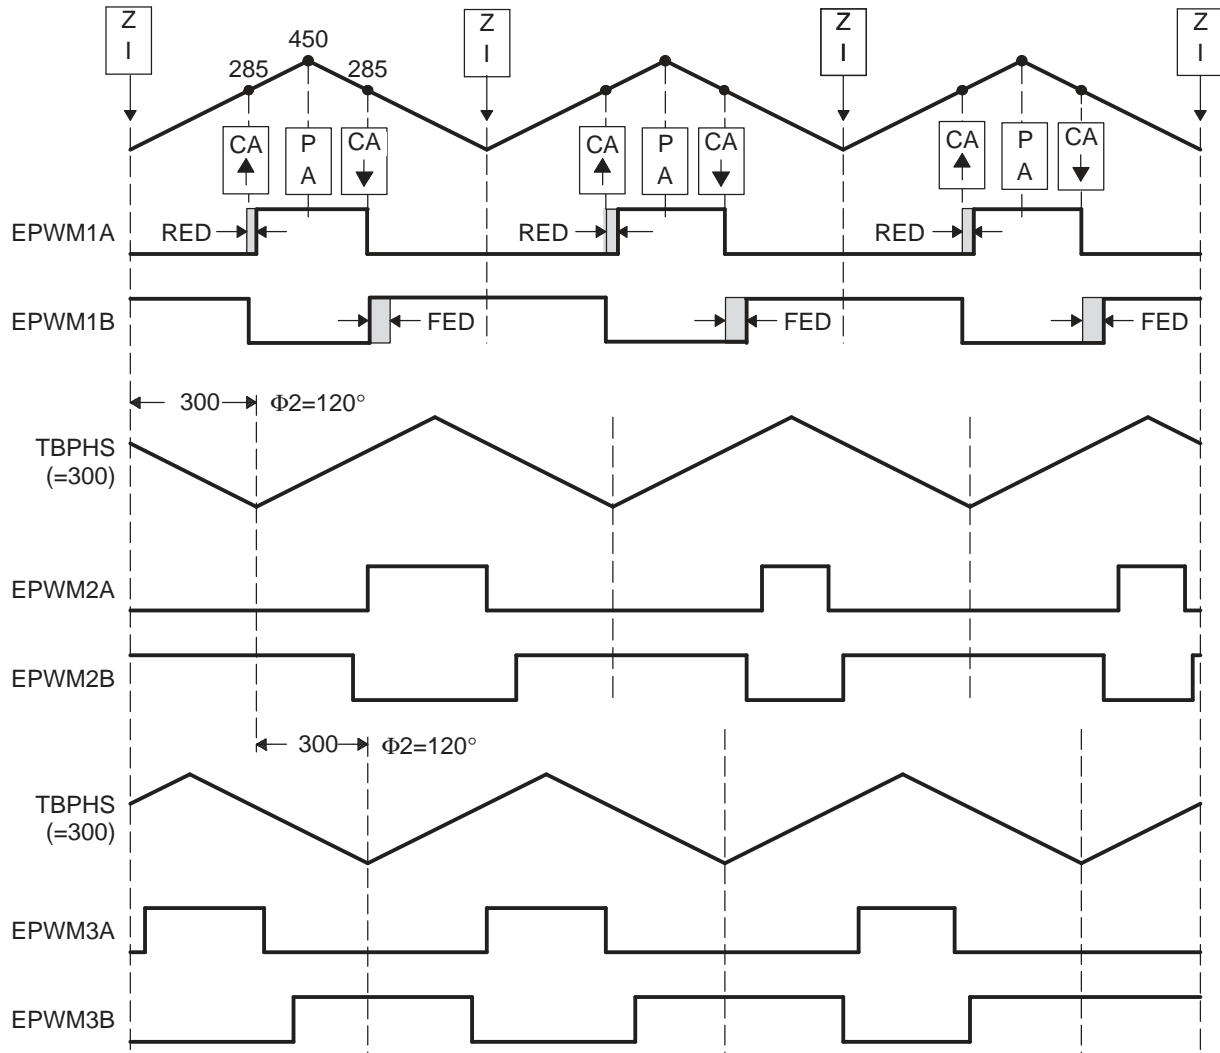 Z
I
Z
I
Z
I
Z
I
450
285
285
CA
P
A
CA
CA
P
A
CA
CA
P
A
CA
EPWM1A
RED
RED
RED
EPWM1B
FED
FED
FED
300
Φ2=120°
TBPHS
(=300)
EPWM2A
EPWM2B
300
Φ2=120°
TBPHS
(=300)
EPWM3A
EPWM3B